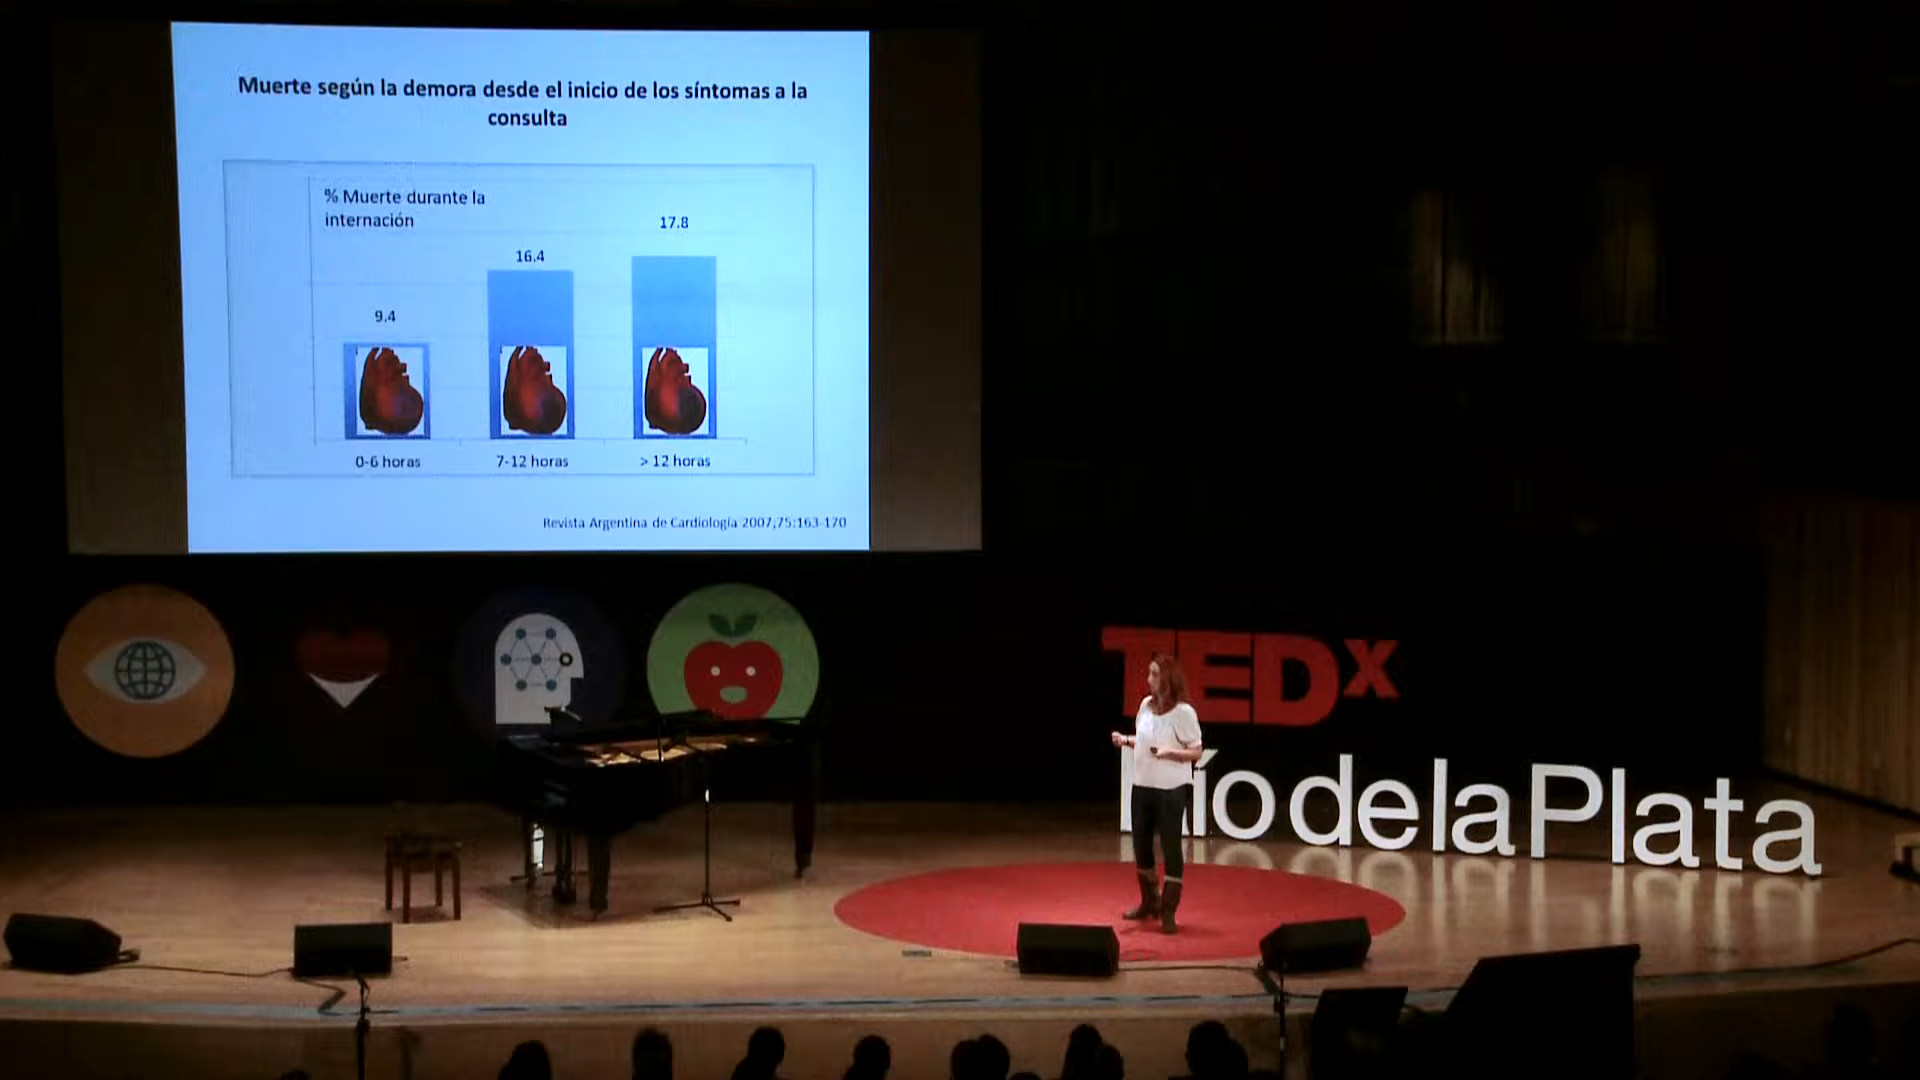 Muerte según la demora desde el inicio de los síntomas a la
consulta
% Muerte durante la
internación
9.4
16.4
17.8
0-6 horas
7-12 horas
> 12 horas
Revista Argentina de Cardiología 2007;75:163-170
TEDx
Río de la Plata